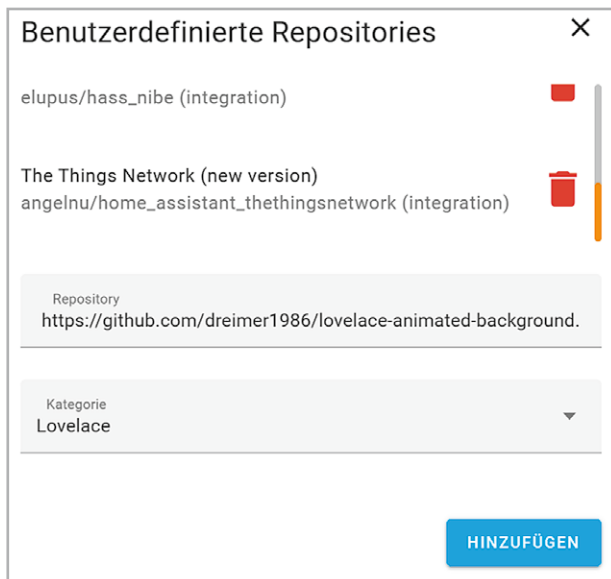 Benutzerdefinierte Repositories
elupus/hass_nibe (integration)
The Things Network (new version)
angelnu/home_assistant_thethingsnetwork (integration)
Repository
https://github.com/dreimer1986/lovelace-animated-background.
Kategorie
Lovelace
HINZUFÜGEN